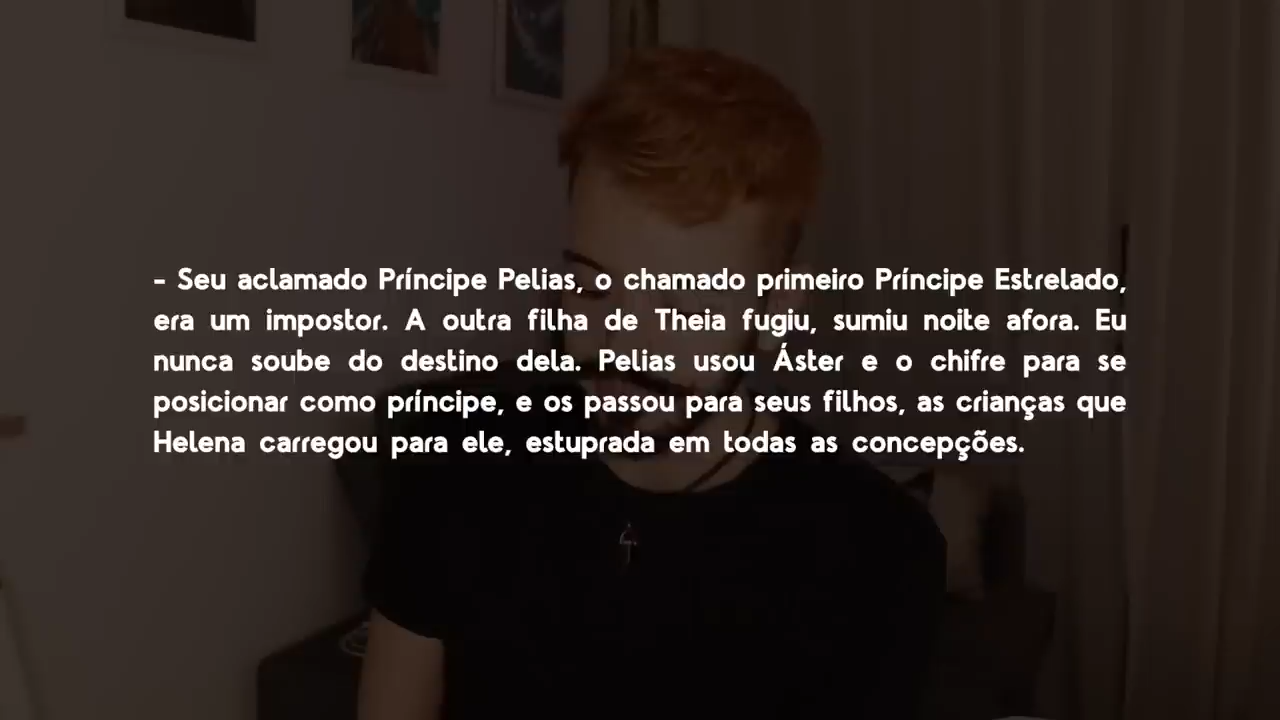 - Seu aclamado Príncipe Pelias, o chamado primeiro Príncipe Estrelado,
era um impostor. A outra filha de Theia fugiu, sumiu noite afora. Eu
nunca soube do destino dela. Pelias usou Áster e o chifre para se
posicionar como príncipe, e os passou para seus filhos, as crianças que
Helena carregou para ele, estuprada em todas as concepções.